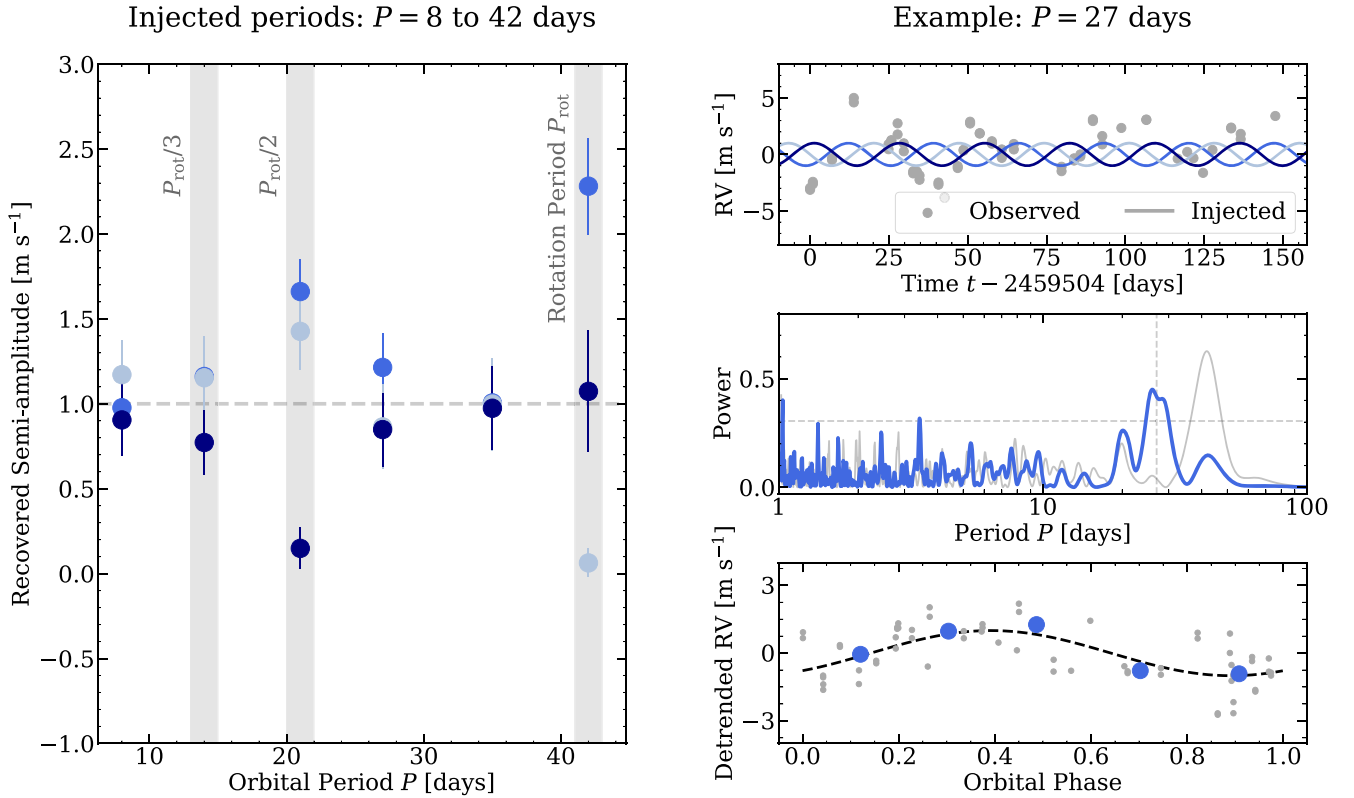 Injected periods: P = 8 to 42 days
Recovered Semi-amplitude [m s⁻¹]
3.0
2.5
2.0
1.5
1.0
0.5
0.0
−0.5
−1.0
P_rot/3
P_rot/2
Rotation Period P_rot
10
20
30
40
Orbital Period P [days]
Example: P = 27 days
RV [m s⁻¹]
5
0
−5
Observed
Injected
0
25
50
75
100
125
150
Time t − 2459504 [days]
Power
0.5
0.0
1
10
100
Period P [days]
Detrended RV [m s⁻¹]
3
0
−3
0.0
0.2
0.4
0.6
0.8
1.0
Orbital Phase